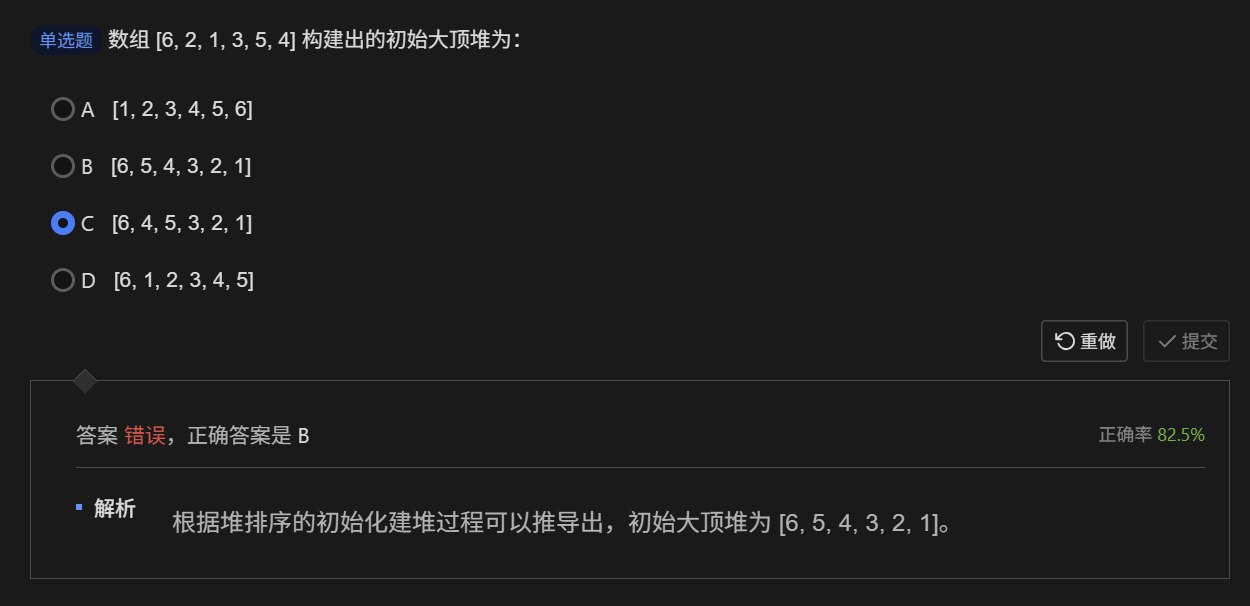 单选题 数组 [6, 2, 1, 3, 5, 4] 构建出的初始大顶堆为：
A [1, 2, 3, 4, 5, 6]
B [6, 5, 4, 3, 2, 1]
C [6, 4, 5, 3, 2, 1]
D [6, 1, 2, 3, 4, 5]
重做 提交
答案 错误，正确答案是 B 正确率 82.5%
解析
根据堆排序的初始化建堆过程可以推导出，初始大顶堆为 [6, 5, 4, 3, 2, 1]。